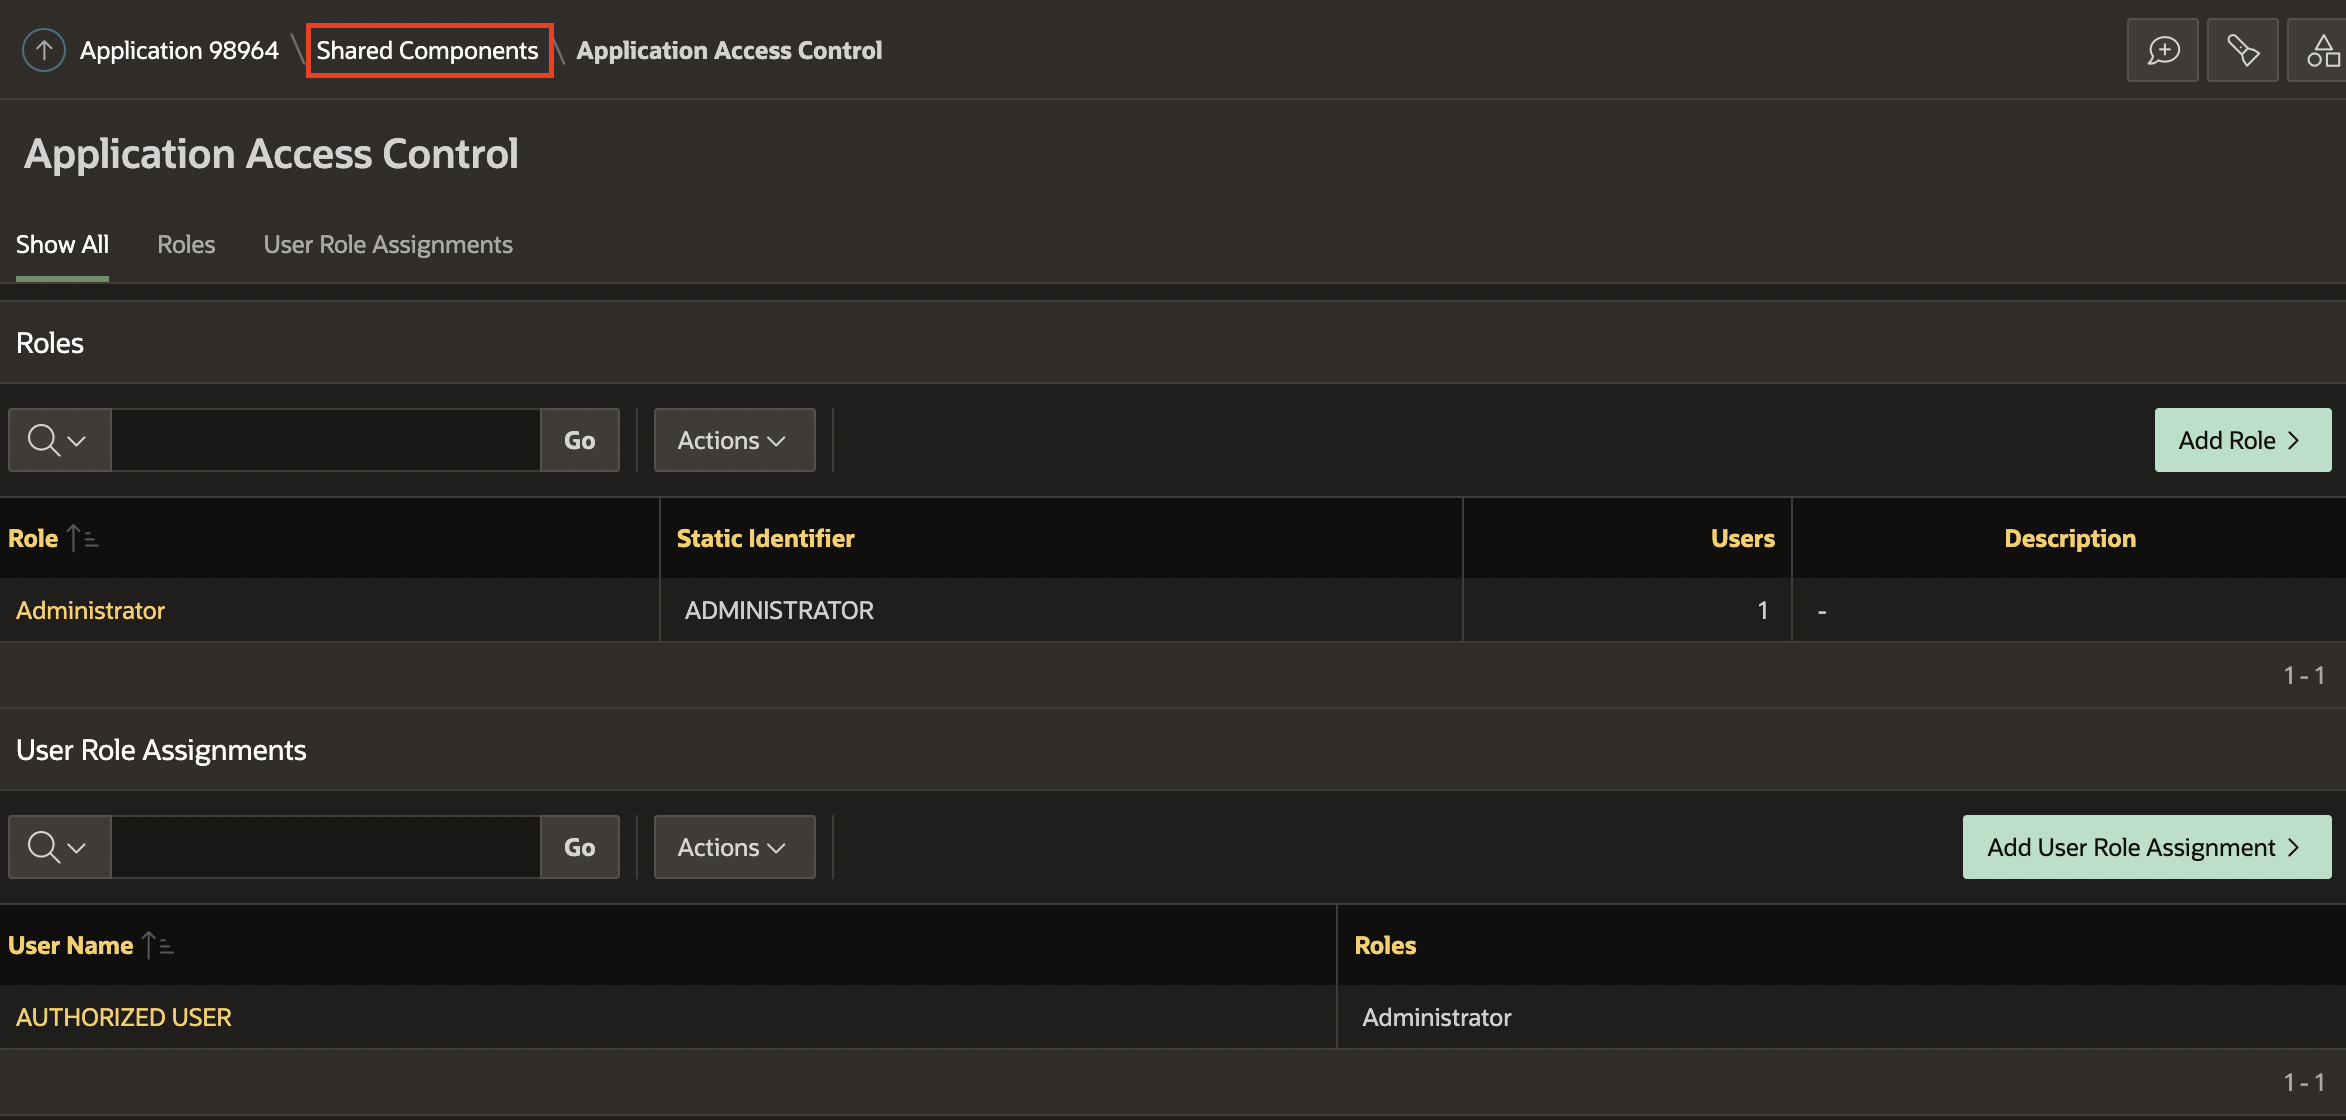 Application 98964 \ Shared Components \ Application Access Control
Application Access Control
Show All Roles User Role Assignments
Roles
Go Actions Add Role
Role Static Identifier Users Description
Administrator ADMINISTRATOR 1 -
1 - 1
User Role Assignments
Go Actions Add User Role Assignment
User Name Roles
AUTHORIZED USER Administrator
1 - 1